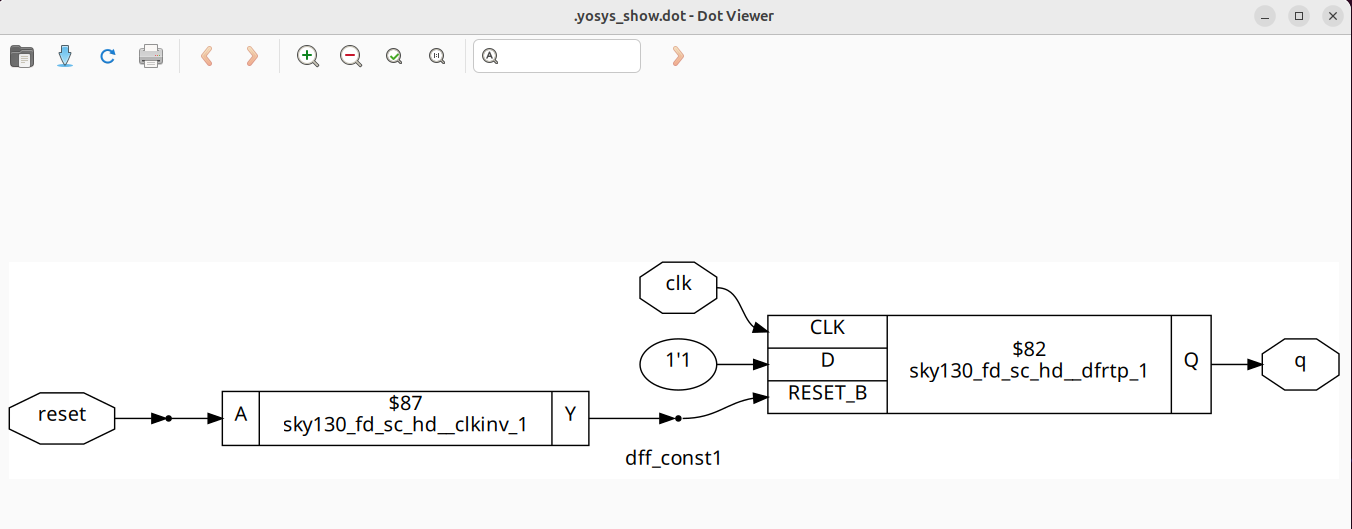 .yosys_show.dot - Dot Viewer
clk
CLK
1'1
D
$82
sky130_fd_sc_hd__dfrtp_1
Q
q
RESET_B
reset
A
$87
sky130_fd_sc_hd__clkinv_1
Y
dff_const1